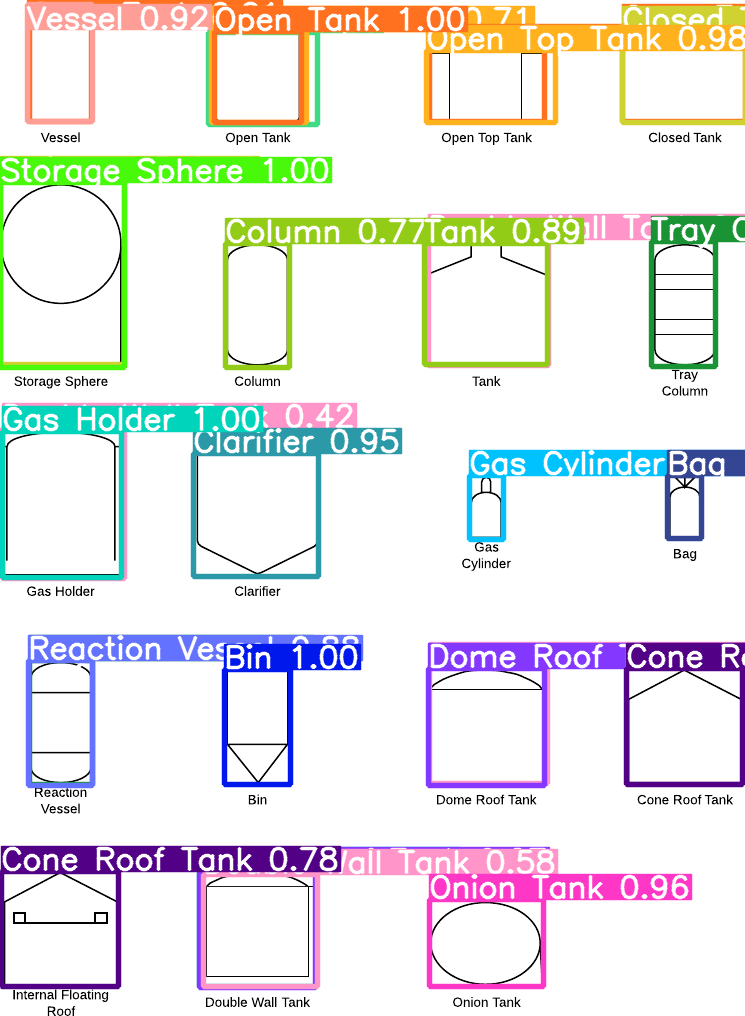 Vessel 0.92
Open Tank 1.00
0.71
Open Top Tank 0.98
Closed
Vessel
Open Tank
Open Top Tank
Closed Tank
Storage Sphere 1.00
Column 0.77
Tank 0.89
Tray
Storage Sphere
Column
Tank
Tray
Column
Gas Holder 1.00
0.42
Clarifier 0.95
Gas Cylinder
Bag
Gas Holder
Clarifier
Gas
Cylinder
Bag
Reaction
0.88
Bin 1.00
Dome Roof
Cone
Reaction
Vessel
Bin
Dome Roof Tank
Cone Roof Tank
Cone Roof Tank 0.78
Wall Tank 0.58
Onion Tank 0.96
Internal Floating
Roof
Double Wall Tank
Onion Tank